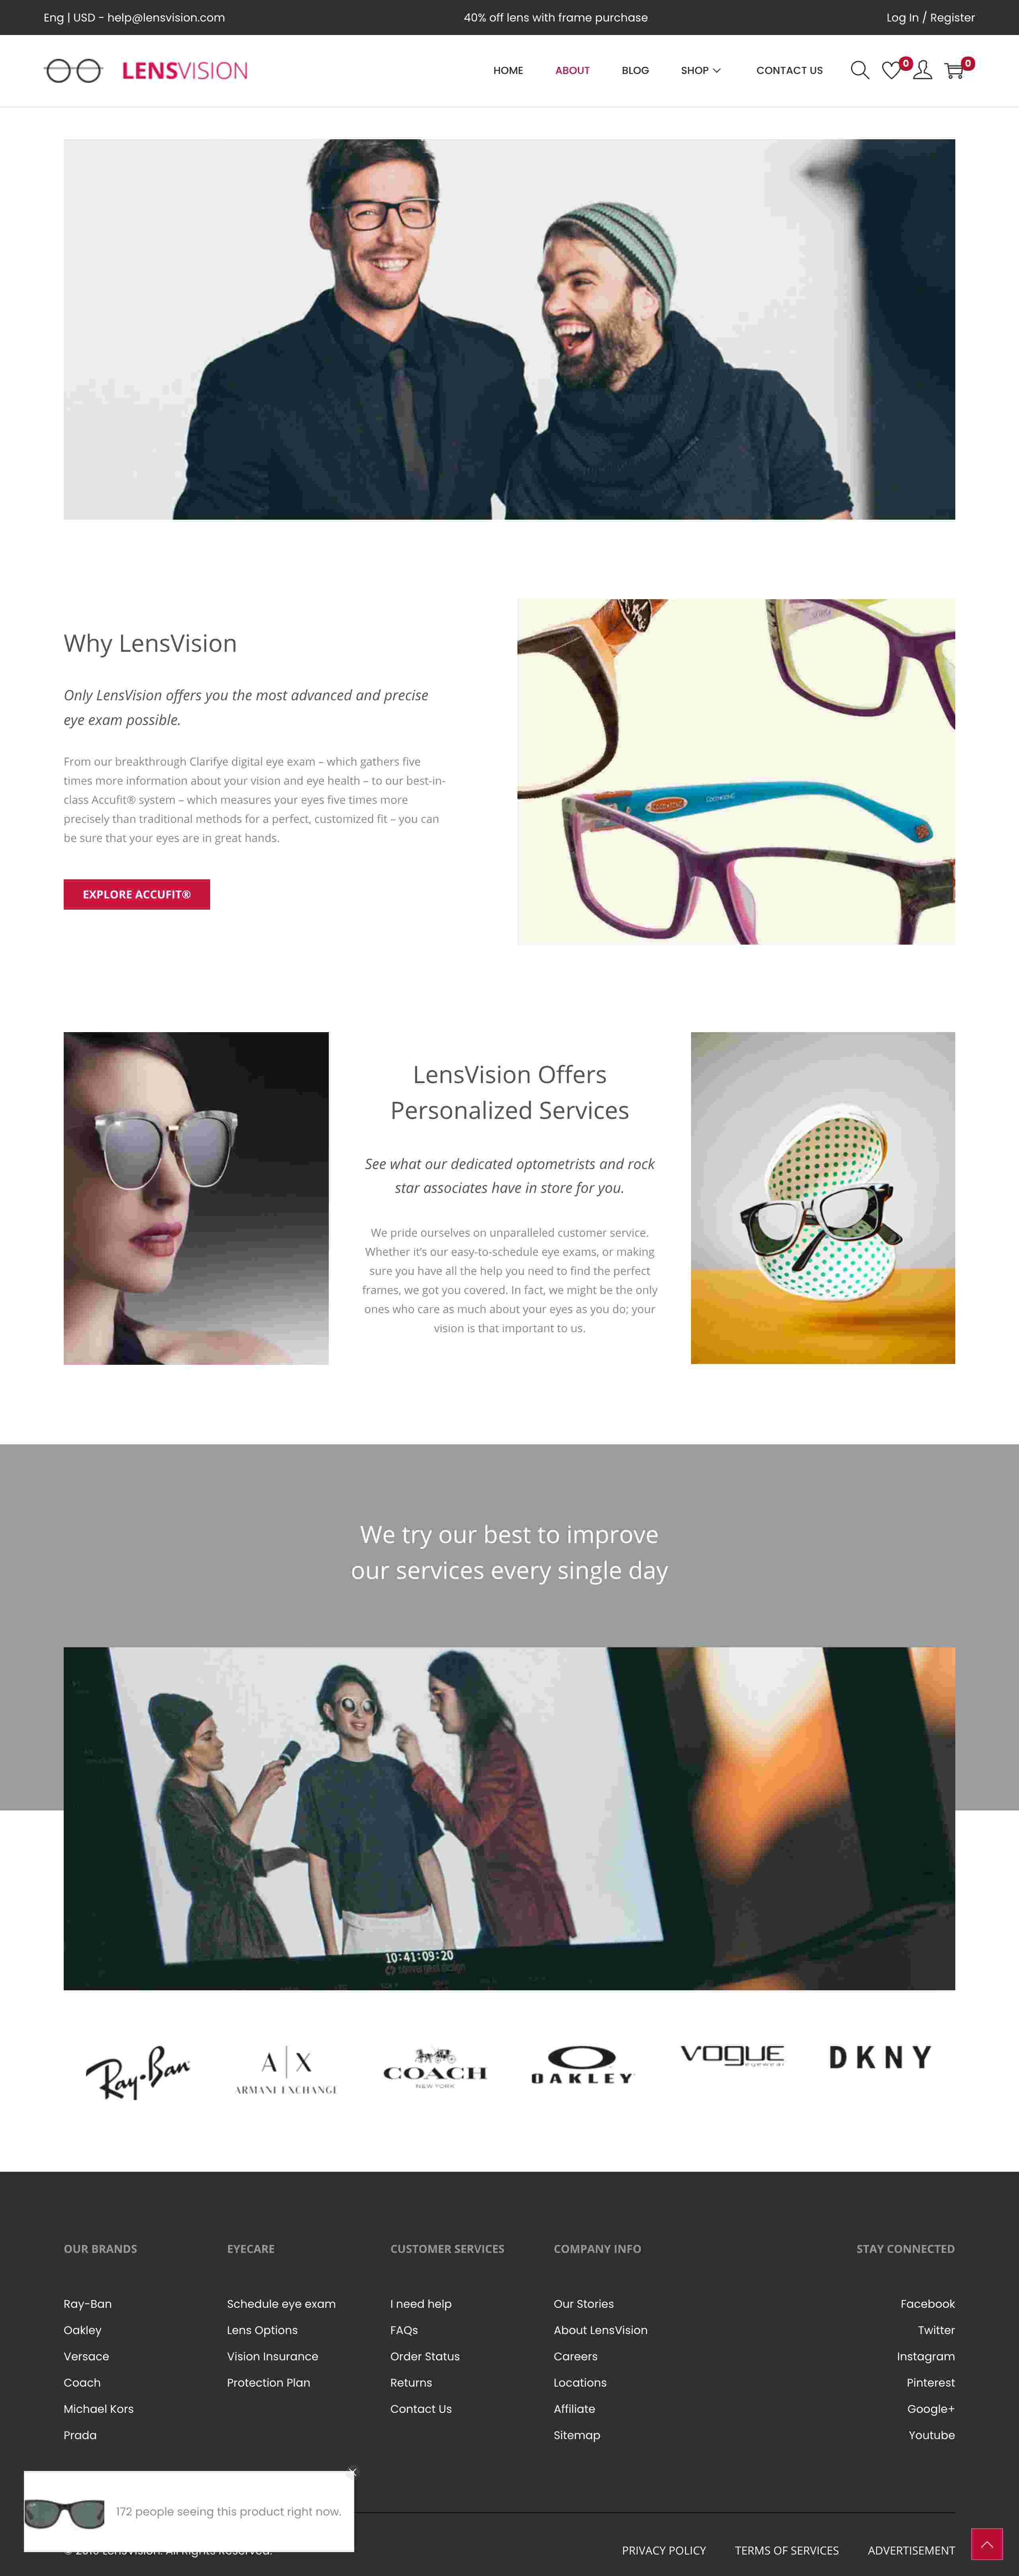 Eng | USD - help@lensvision.com
40% off lens with frame purchase
Log In / Register
LENSVISION
HOME
ABOUT
BLOG
SHOP
CONTACT US
0
0
Why LensVision
Only LensVision offers you the most advanced and precise
eye exam possible.
From our breakthrough Clarifye digital eye exam – which gathers five
times more information about your vision and eye health – to our best-in-
class Accufit® system – which measures your eyes five times more
precisely than traditional methods for a perfect, customized fit – you can
be sure that your eyes are in great hands.
EXPLORE ACCUFIT®
LensVision Offers
Personalized Services
See what our dedicated optometrists and rock
star associates have in store for you.
We pride ourselves on unparalleled customer service.
Whether it's our easy-to-schedule eye exams, or making
sure you have all the help you need to find the perfect
frames, we got you covered. In fact, we might be the only
ones who care as much about your eyes as you do; your
vision is that important to us.
We try our best to improve
our services every single day
10:41:09:20
Ray-Ban
A|X
ARMANI EXCHANGE
COACH
NEW YORK
OAKLEY
VOGUE
eyewear
DKNY
OUR BRANDS
Ray-Ban
Oakley
Versace
Coach
Michael Kors
Prada
EYECARE
Schedule eye exam
Lens Options
Vision Insurance
Protection Plan
CUSTOMER SERVICES
I need help
FAQs
Order Status
Returns
Contact Us
COMPANY INFO
Our Stories
About LensVision
Careers
Locations
Affiliate
Sitemap
STAY CONNECTED
Facebook
Twitter
Instagram
Pinterest
Google+
Youtube
172 people seeing this product right now.
PRIVACY POLICY
TERMS OF SERVICES
ADVERTISEMENT